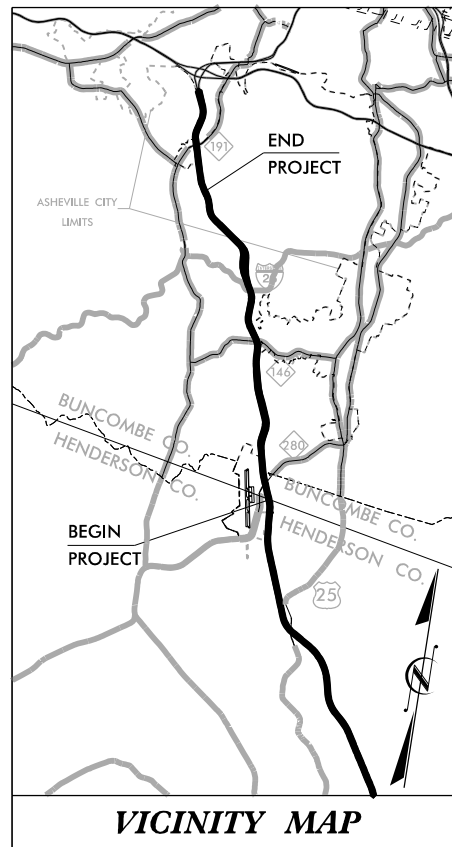 191
END
PROJECT
ASHEVILLE CITY
LIMITS
146
280
BUNCOMBE CO.
HENDERSON CO.
BUNCOMBE CO.
HENDERSON CO.
BEGIN
PROJECT
25
N
VICINITY MAP